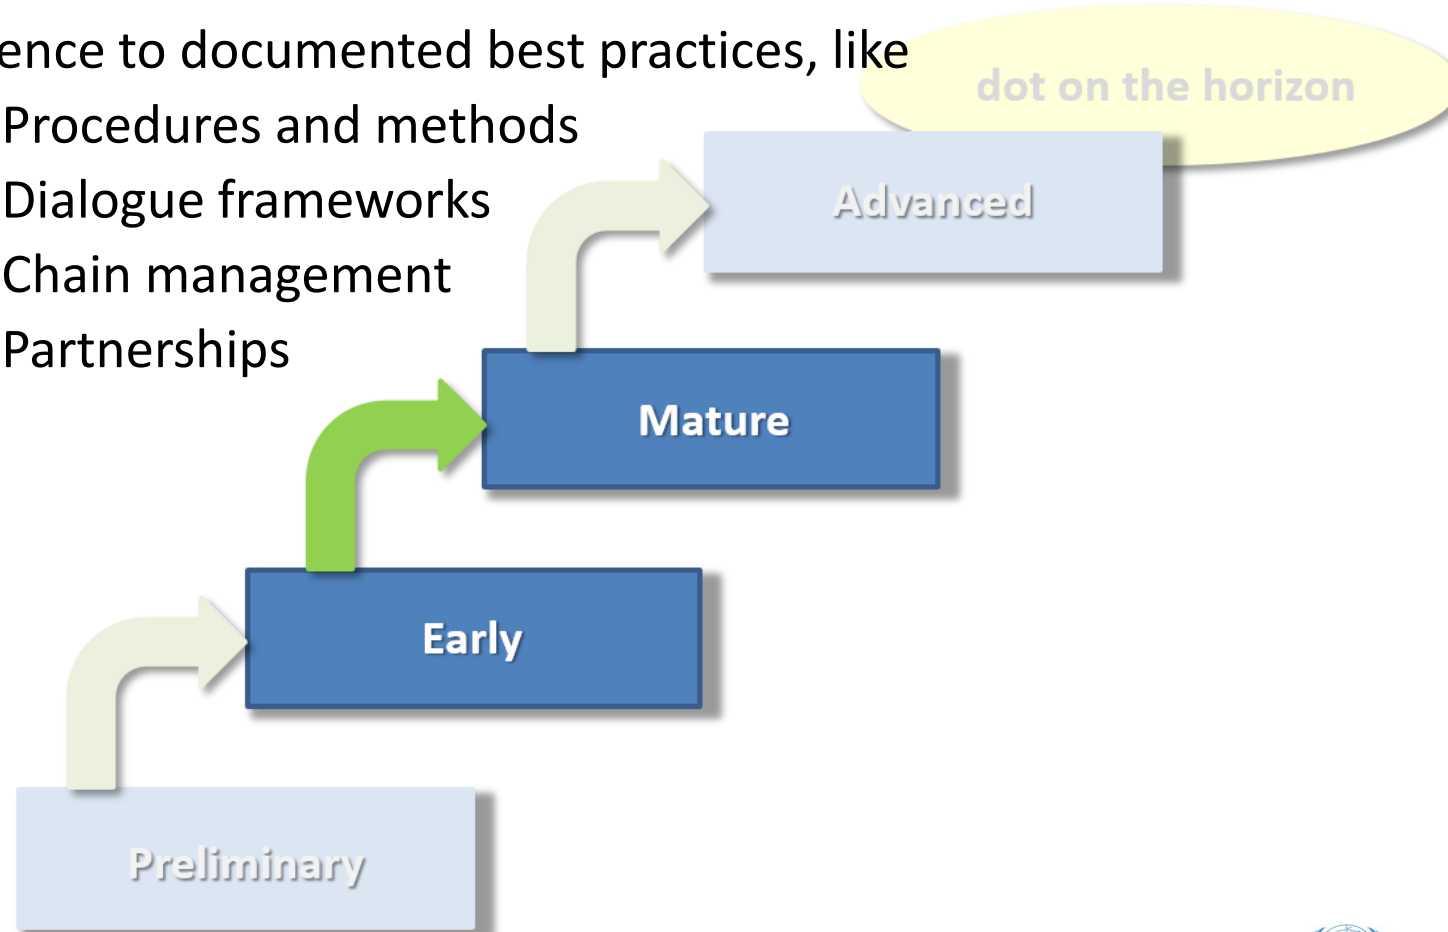 ence to documented best practices, like
Procedures and methods
Dialogue frameworks
Chain management
Partnerships
dot on the horizon
Advanced
Mature
Early
Preliminary